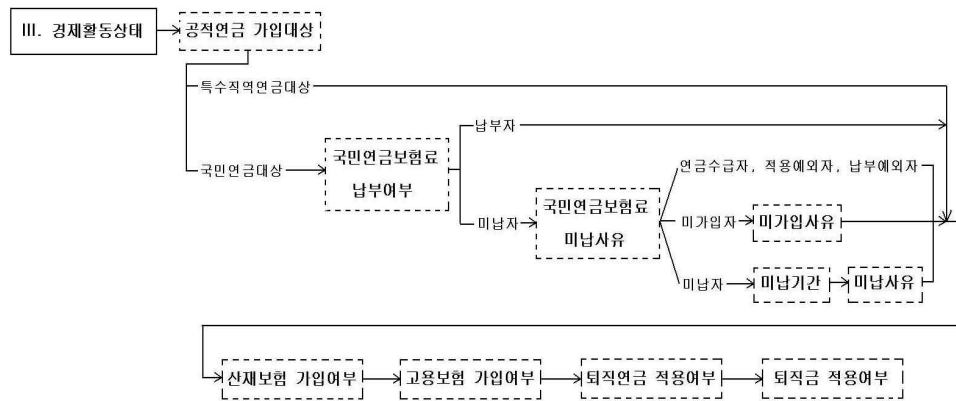 III. 경제활동상태
공적연금 가입대상
특수직역연금대상
국민연금대상
국민연금보험료
납부여부
납부자
미납자
국민연금보험료
미납사유
연금수급자, 적용예외자, 납부예외자
미가입자
미가입사유
미납자
미납기간
미납사유
산재보험 가입여부
고용보험 가입여부
퇴직연금 적용여부
퇴직금 적용여부